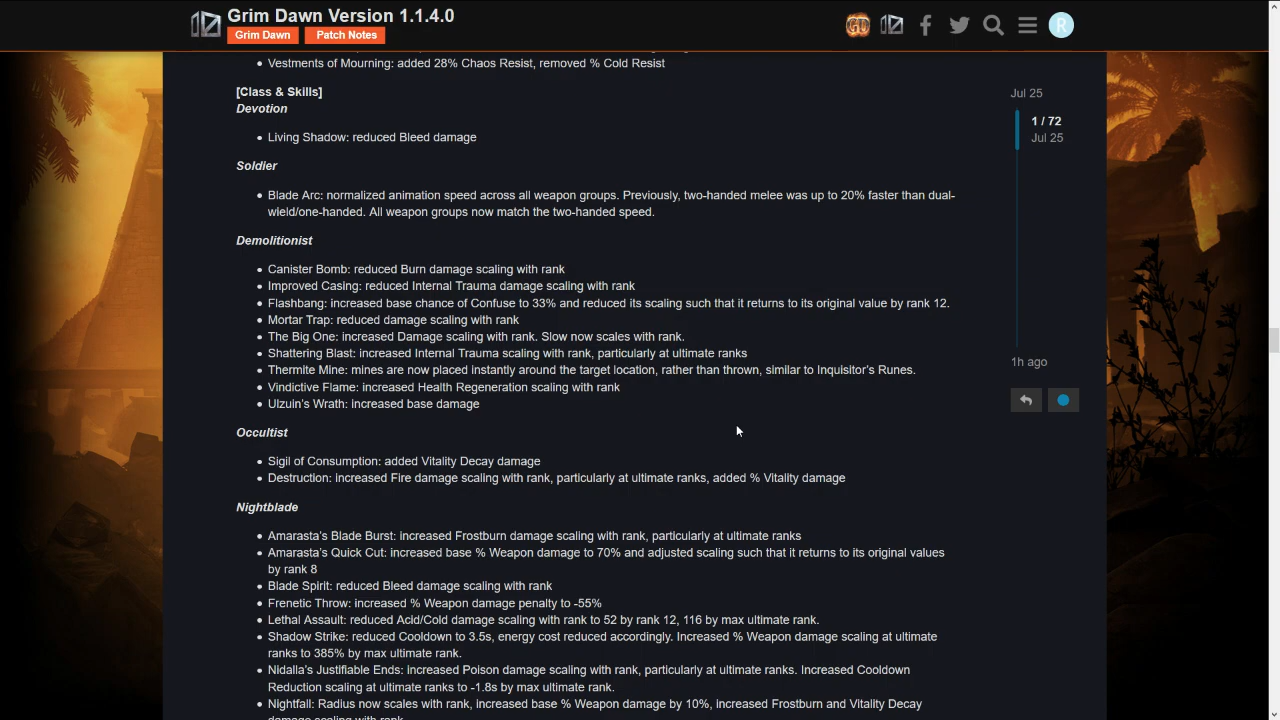 Grim Dawn Version 1.1.4.0
Grim Dawn Patch Notes
Vestments of Mourning: added 28% Chaos Resist, removed % Cold Resist
[Class & Skills]
Devotion
Living Shadow: reduced Bleed damage
Soldier
Blade Arc: normalized animation speed across all weapon groups. Previously, two-handed melee was up to 20% faster than dual-
wield/one-handed. All weapon groups now match the two-handed speed.
Demolitionist
Canister Bomb: reduced Burn damage scaling with rank
Improved Casing: reduced Internal Trauma damage scaling with rank
Flashbang: increased base chance of Confuse to 33% and reduced its scaling such that it returns to its original value by rank 12.
Mortar Trap: reduced damage scaling with rank
The Big One: increased Damage scaling with rank. Slow now scales with rank.
Shattering Blast: increased Internal Trauma scaling with rank, particularly at ultimate ranks
Thermite Mine: mines are now placed instantly around the target location, rather than thrown, similar to Inquisitor's Runes.
Vindictive Flame: increased Health Regeneration scaling with rank
Ulzuin's Wrath: increased base damage
Occultist
Sigil of Consumption: added Vitality Decay damage
Destruction: increased Fire damage scaling with rank, particularly at ultimate ranks, added % Vitality damage
Nightblade
Amarasta's Blade Burst: increased Frostburn damage scaling with rank, particularly at ultimate ranks
Amarasta's Quick Cut: increased base % Weapon damage to 70% and adjusted scaling such that it returns to its original values
by rank 8
Blade Spirit: reduced Bleed damage scaling with rank
Frenetic Throw: increased % Weapon damage penalty to -55%
Lethal Assault: reduced Acid/Cold damage scaling with rank to 52 by rank 12, 116 by max ultimate rank.
Shadow Strike: reduced Cooldown to 3.5s, energy cost reduced accordingly. Increased % Weapon damage scaling at ultimate
ranks to 385% by max ultimate rank.
Nidalla's Justifiable Ends: increased Poison damage scaling with rank, particularly at ultimate ranks. Increased Cooldown
Reduction scaling at ultimate ranks to -1.8s by max ultimate rank.
Nightfall: Radius now scales with rank, increased base % Weapon damage by 10%, increased Frostburn and Vitality Decay
damage scaling with rank
GD
R
Jul 25
1 / 72
Jul 25
1h ago